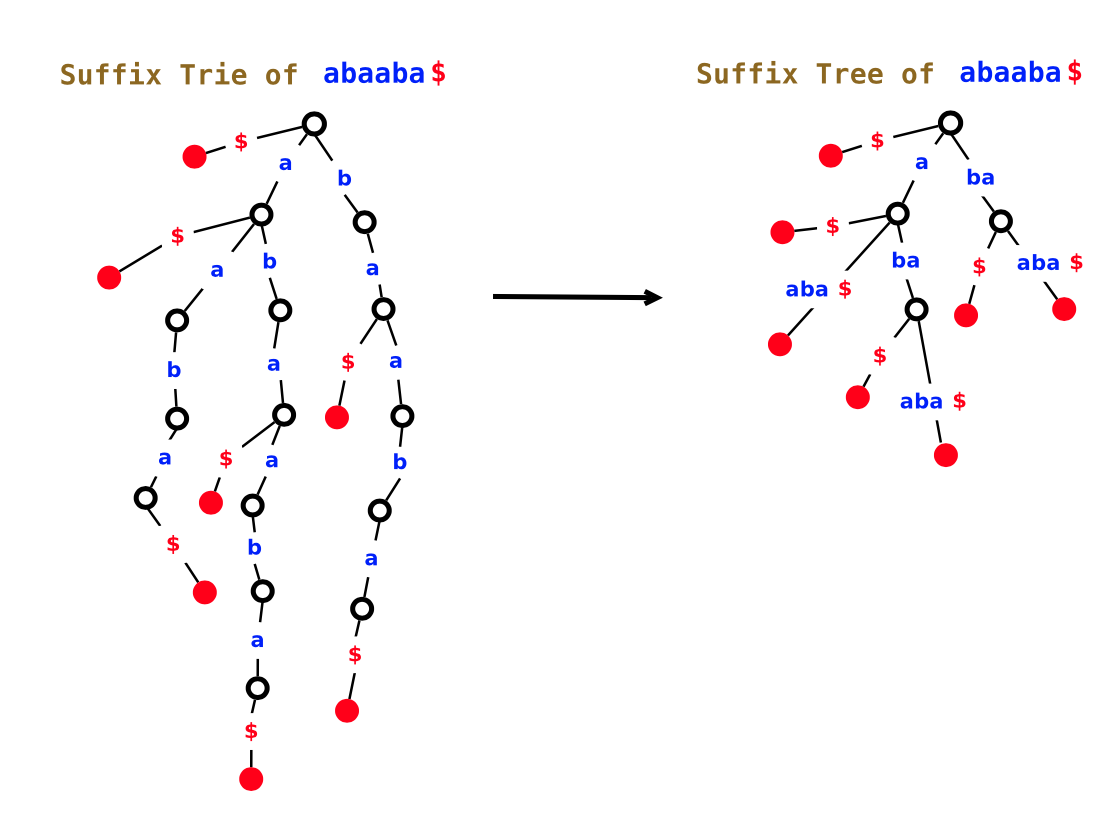 Suffix Trie of abaaba$ Suffix Tree of abaaba$
$ $
a a
b ba
$ $
a b ba
a $ aba $
aba $
b a $ a $
$ a a b aba $
$ b a
a $
$